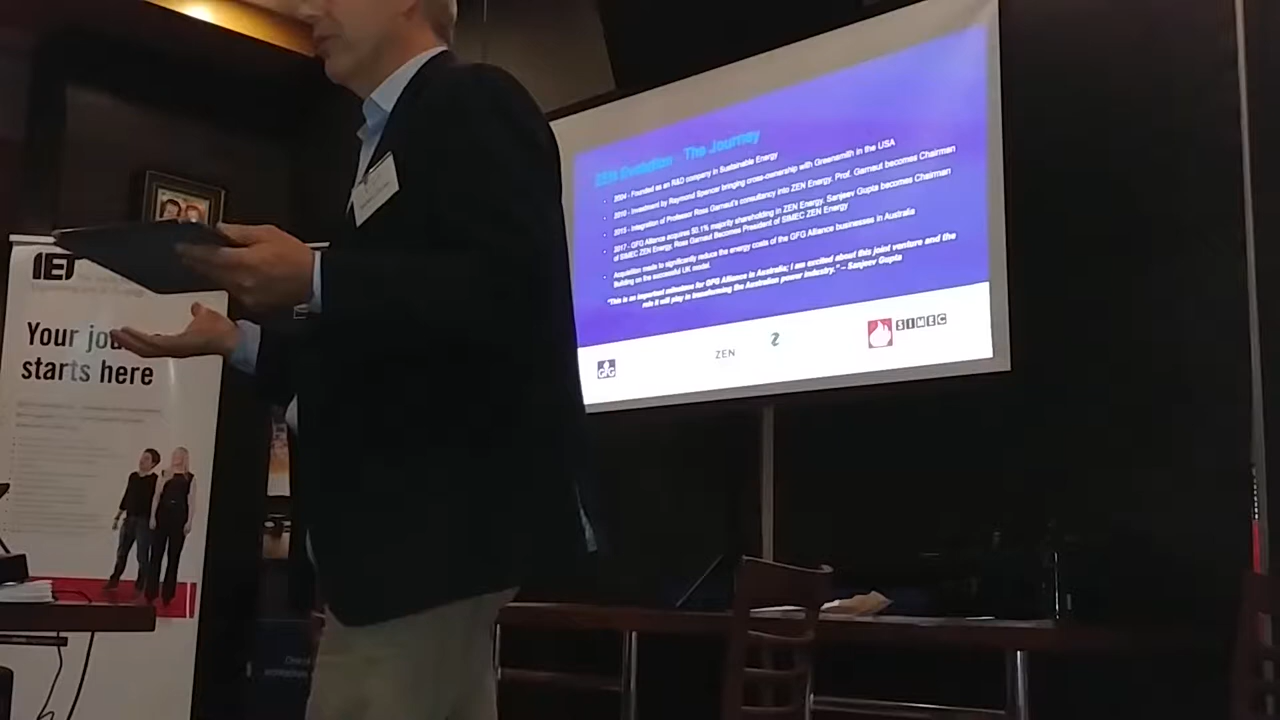 IET
Your jou
starts here
ZEN Evolution - The Journey
2004 - Founded as an R&D company in Sustainable Energy
2010 - Investment by Raymond Spencer bringing cross-ownership with Greensmith in the USA
2015 - Integration of Professor Ross Garnaut's consultancy into ZEN Energy. Prof. Garnaut becomes Chairman
2017 - GFG Alliance acquires 50.1% majority shareholding in ZEN Energy. Sanjeev Gupta becomes Chairman
of SIMEC ZEN Energy, Ross Garnaut Becomes President of SIMEC ZEN Energy
Acquisition made to significantly reduce the energy costs of the GFG Alliance businesses in Australia
Building on the successful UK model.
"This is an important milestone for GFG Alliance in Australia; I am excited about this joint venture and the
role it will play in transforming the Australian power industry." – Sanjeev Gupta
GFG
ZEN
SIMEC